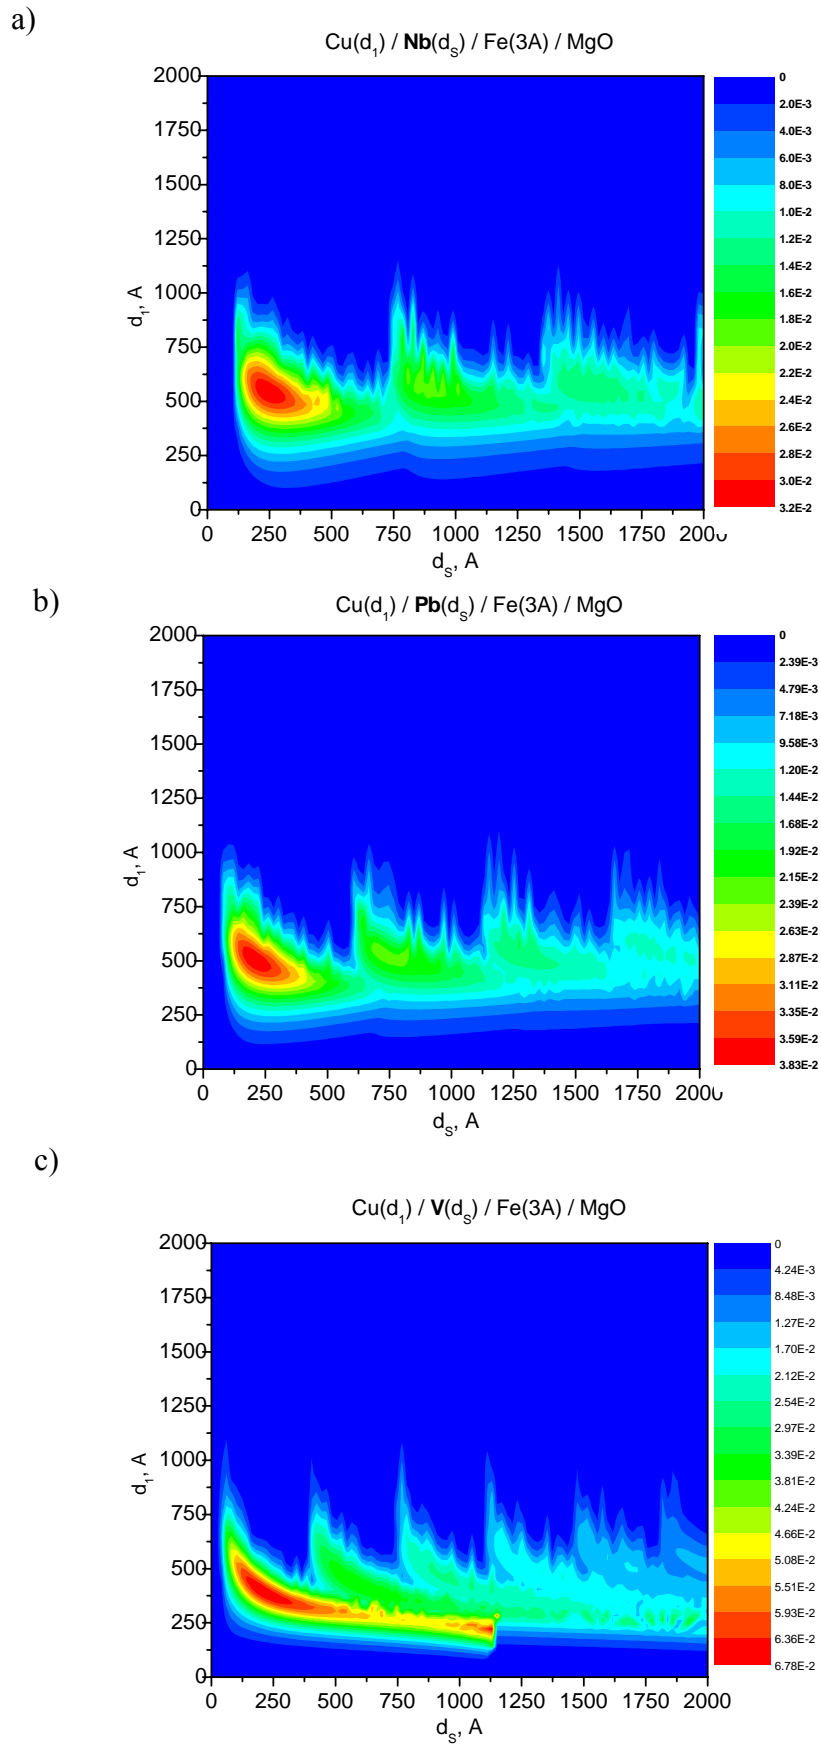 a)
Cu(d₁) / Nb(dS) / Fe(3A) / MgO
2000
1750
1500
1250
1000
750
500
250
0
d₁, A
0 250 500 750 1000 1250 1500 1750 2000
dS, A
0
2.0E-3
4.0E-3
6.0E-3
8.0E-3
1.0E-2
1.2E-2
1.4E-2
1.6E-2
1.8E-2
2.2E-2
2.4E-2
2.6E-2
2.8E-2
3.0E-2
3.2E-2
b)
Cu(d₁) / Pb(dS) / Fe(3A) / MgO
2000
1750
1500
1250
1000
750
500
250
0
d₁, A
0 250 500 750 1000 1250 1500 1750 2000
dS, A
0
2.39E-3
4.79E-3
7.18E-3
9.58E-3
1.20E-2
1.44E-2
1.68E-2
1.92E-2
2.15E-2
2.39E-2
2.63E-2
2.87E-2
3.11E-2
3.35E-2
3.59E-2
3.83E-2
c)
Cu(d₁) / V(dS) / Fe(3A) / MgO
2000
1750
1500
1250
1000
750
500
250
0
d₁, A
0 250 500 750 1000 1250 1500 1750 2000
dS, A
0
4.24E-3
8.48E-3
1.27E-2
1.70E-2
2.12E-2
2.54E-2
2.97E-2
3.39E-2
3.81E-2
4.24E-2
4.66E-2
5.08E-2
5.51E-2
5.93E-2
6.36E-2
6.78E-2